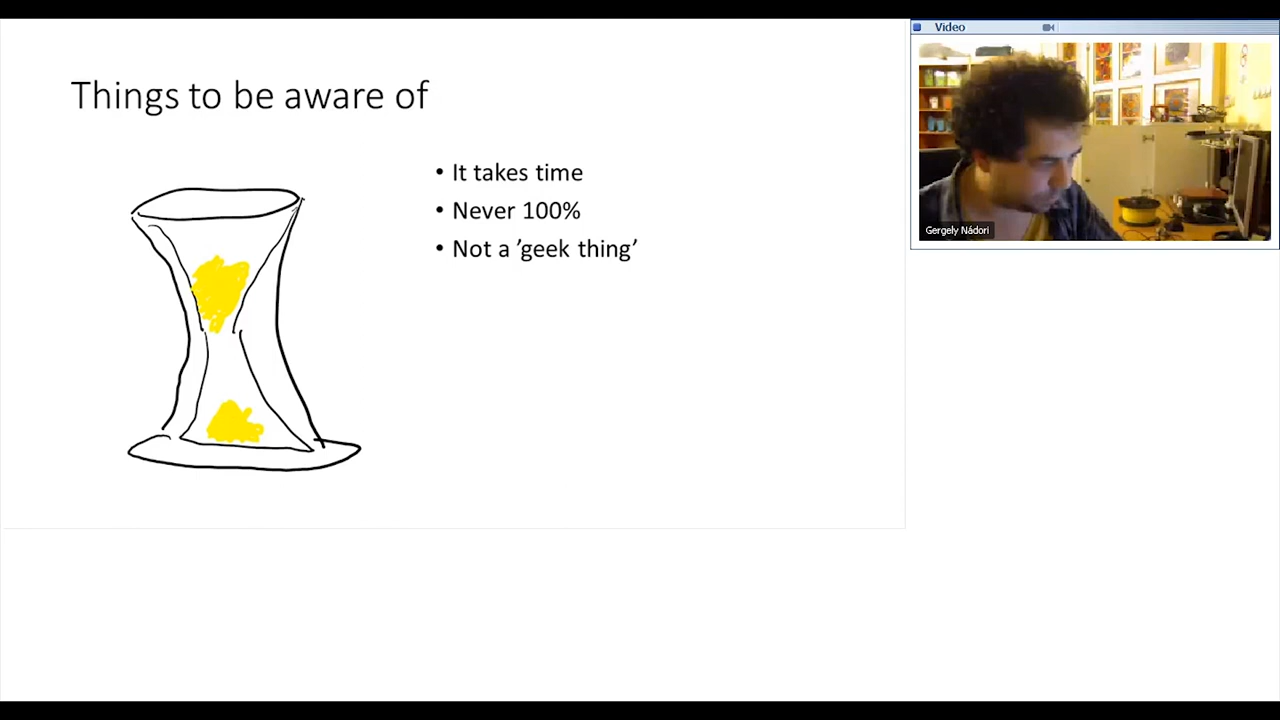 Things to be aware of
• It takes time
• Never 100%
• Not a ’geek thing’
Video
Gergely Nádori